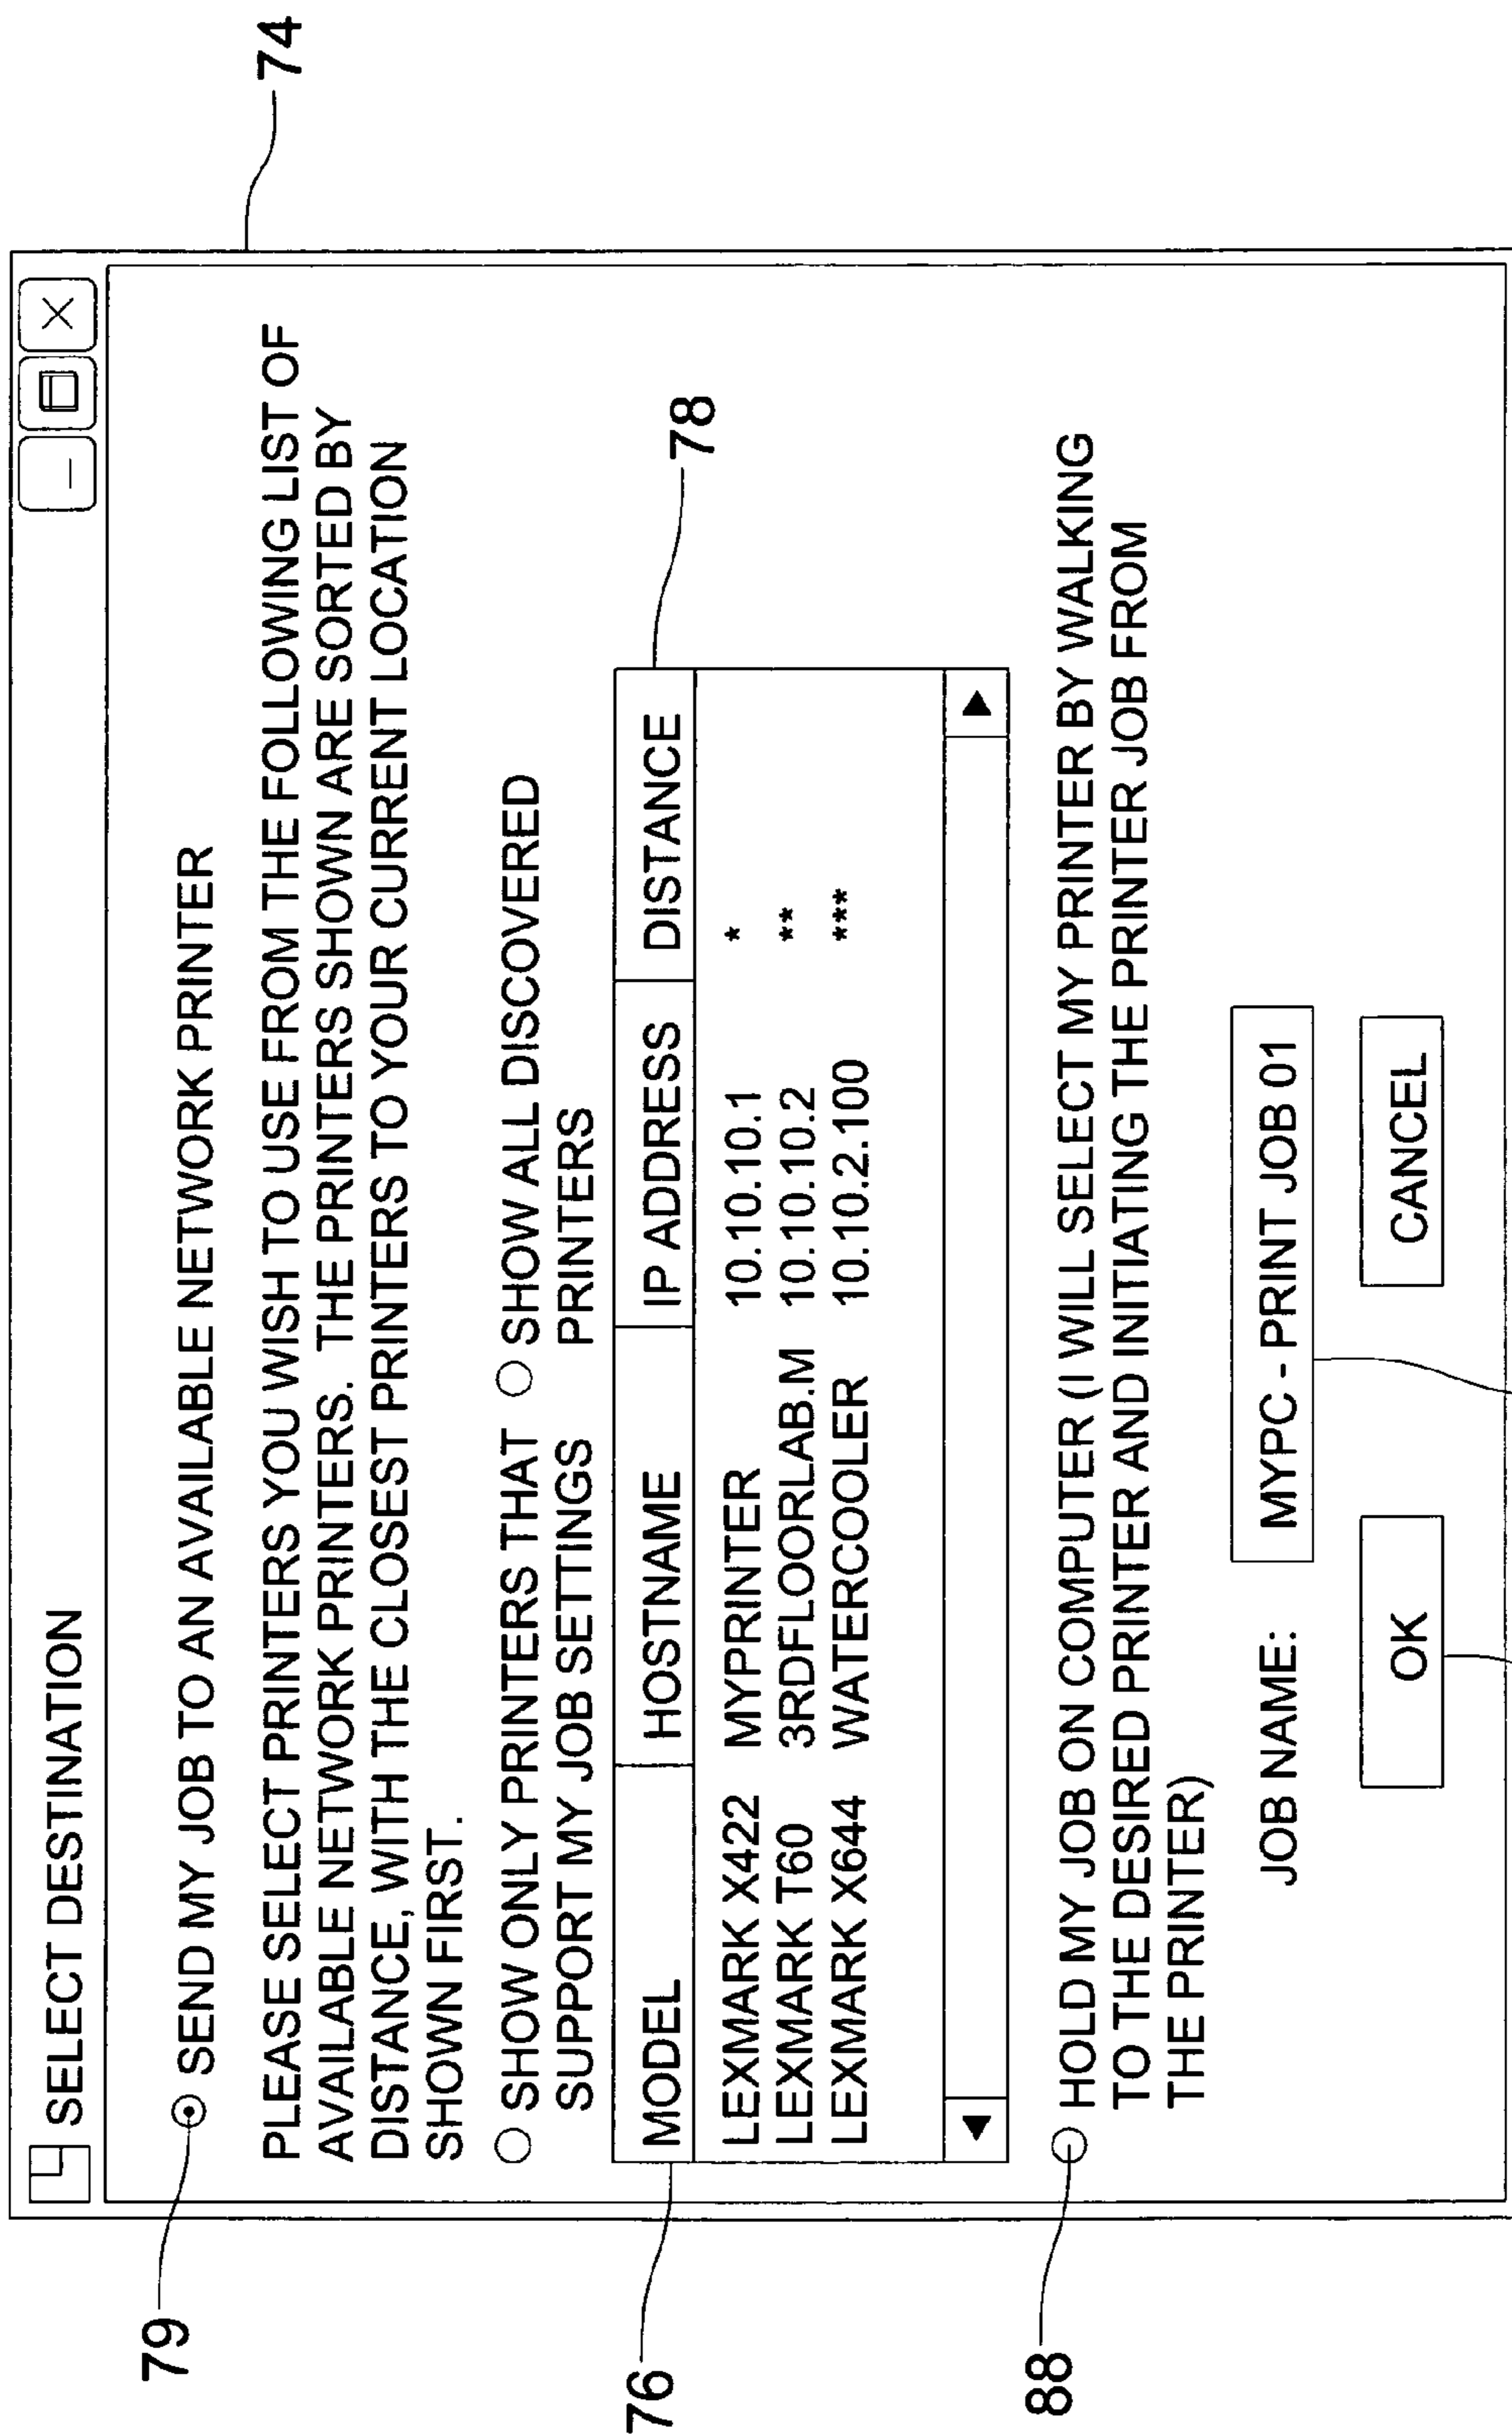 SELECT DESTINATION
74
79
SEND MY JOB TO AN AVAILABLE NETWORK PRINTER
PLEASE SELECT PRINTERS YOU WISH TO USE FROM THE FOLLOWING LIST OF
AVAILABLE NETWORK PRINTERS. THE PRINTERS SHOWN ARE SORTED BY
DISTANCE, WITH THE CLOSEST PRINTERS TO YOUR CURRENT LOCATION
SHOWN FIRST.
SHOW ONLY PRINTERS THAT SHOW ALL DISCOVERED
SUPPORT MY JOB SETTINGS PRINTERS
76
MODEL HOSTNAME IP ADDRESS DISTANCE
78
LEXMARK X422 MYPRINTER 10.10.10.1 *
LEXMARK T60 3RDFLOORLAB.M 10.10.10.2 **
LEXMARK X644 WATERCOOLER 10.10.2.100 ***
88
HOLD MY JOB ON COMPUTER (I WILL SELECT MY PRINTER BY WALKING
TO THE DESIRED PRINTER AND INITIATING THE PRINTER JOB FROM
THE PRINTER)
JOB NAME: MYPC - PRINT JOB 01
OK CANCEL